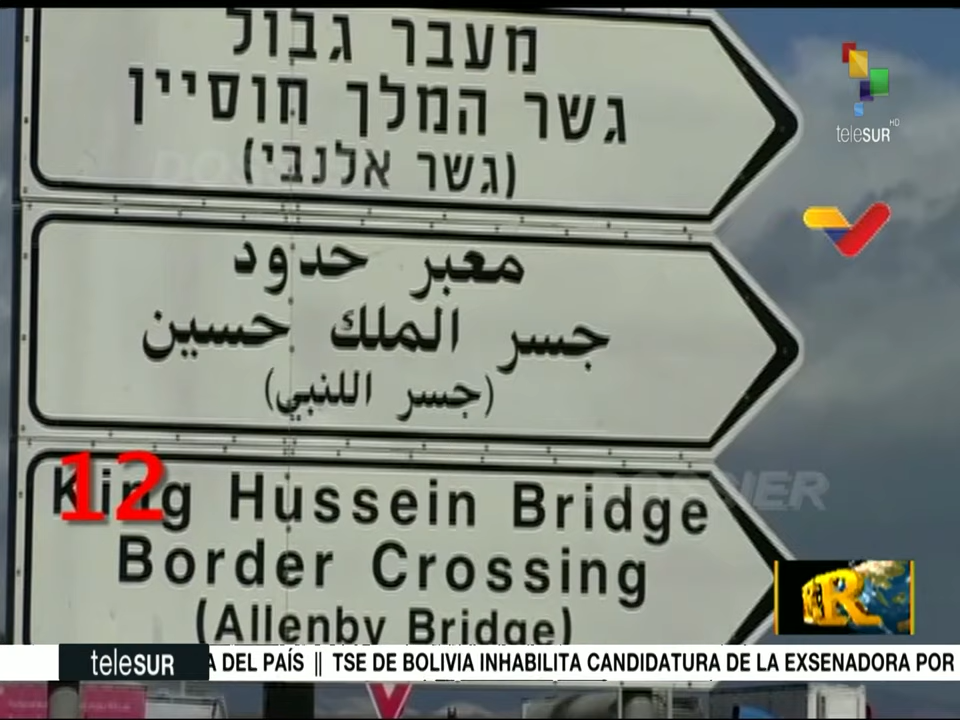 מעבר גבול
גשר המלך חוסיין
(גשר אלנבי)
teleSUR HD
معبر حدود
جسر الملك حسين
(جسر اللنبي)
12
King Hussein Bridge
Border Crossing
(Allenby Bridge)
teleSUR
A DEL PAÍS || TSE DE BOLIVIA INHABILITA CANDIDATURA DE LA EXSENADORA POR